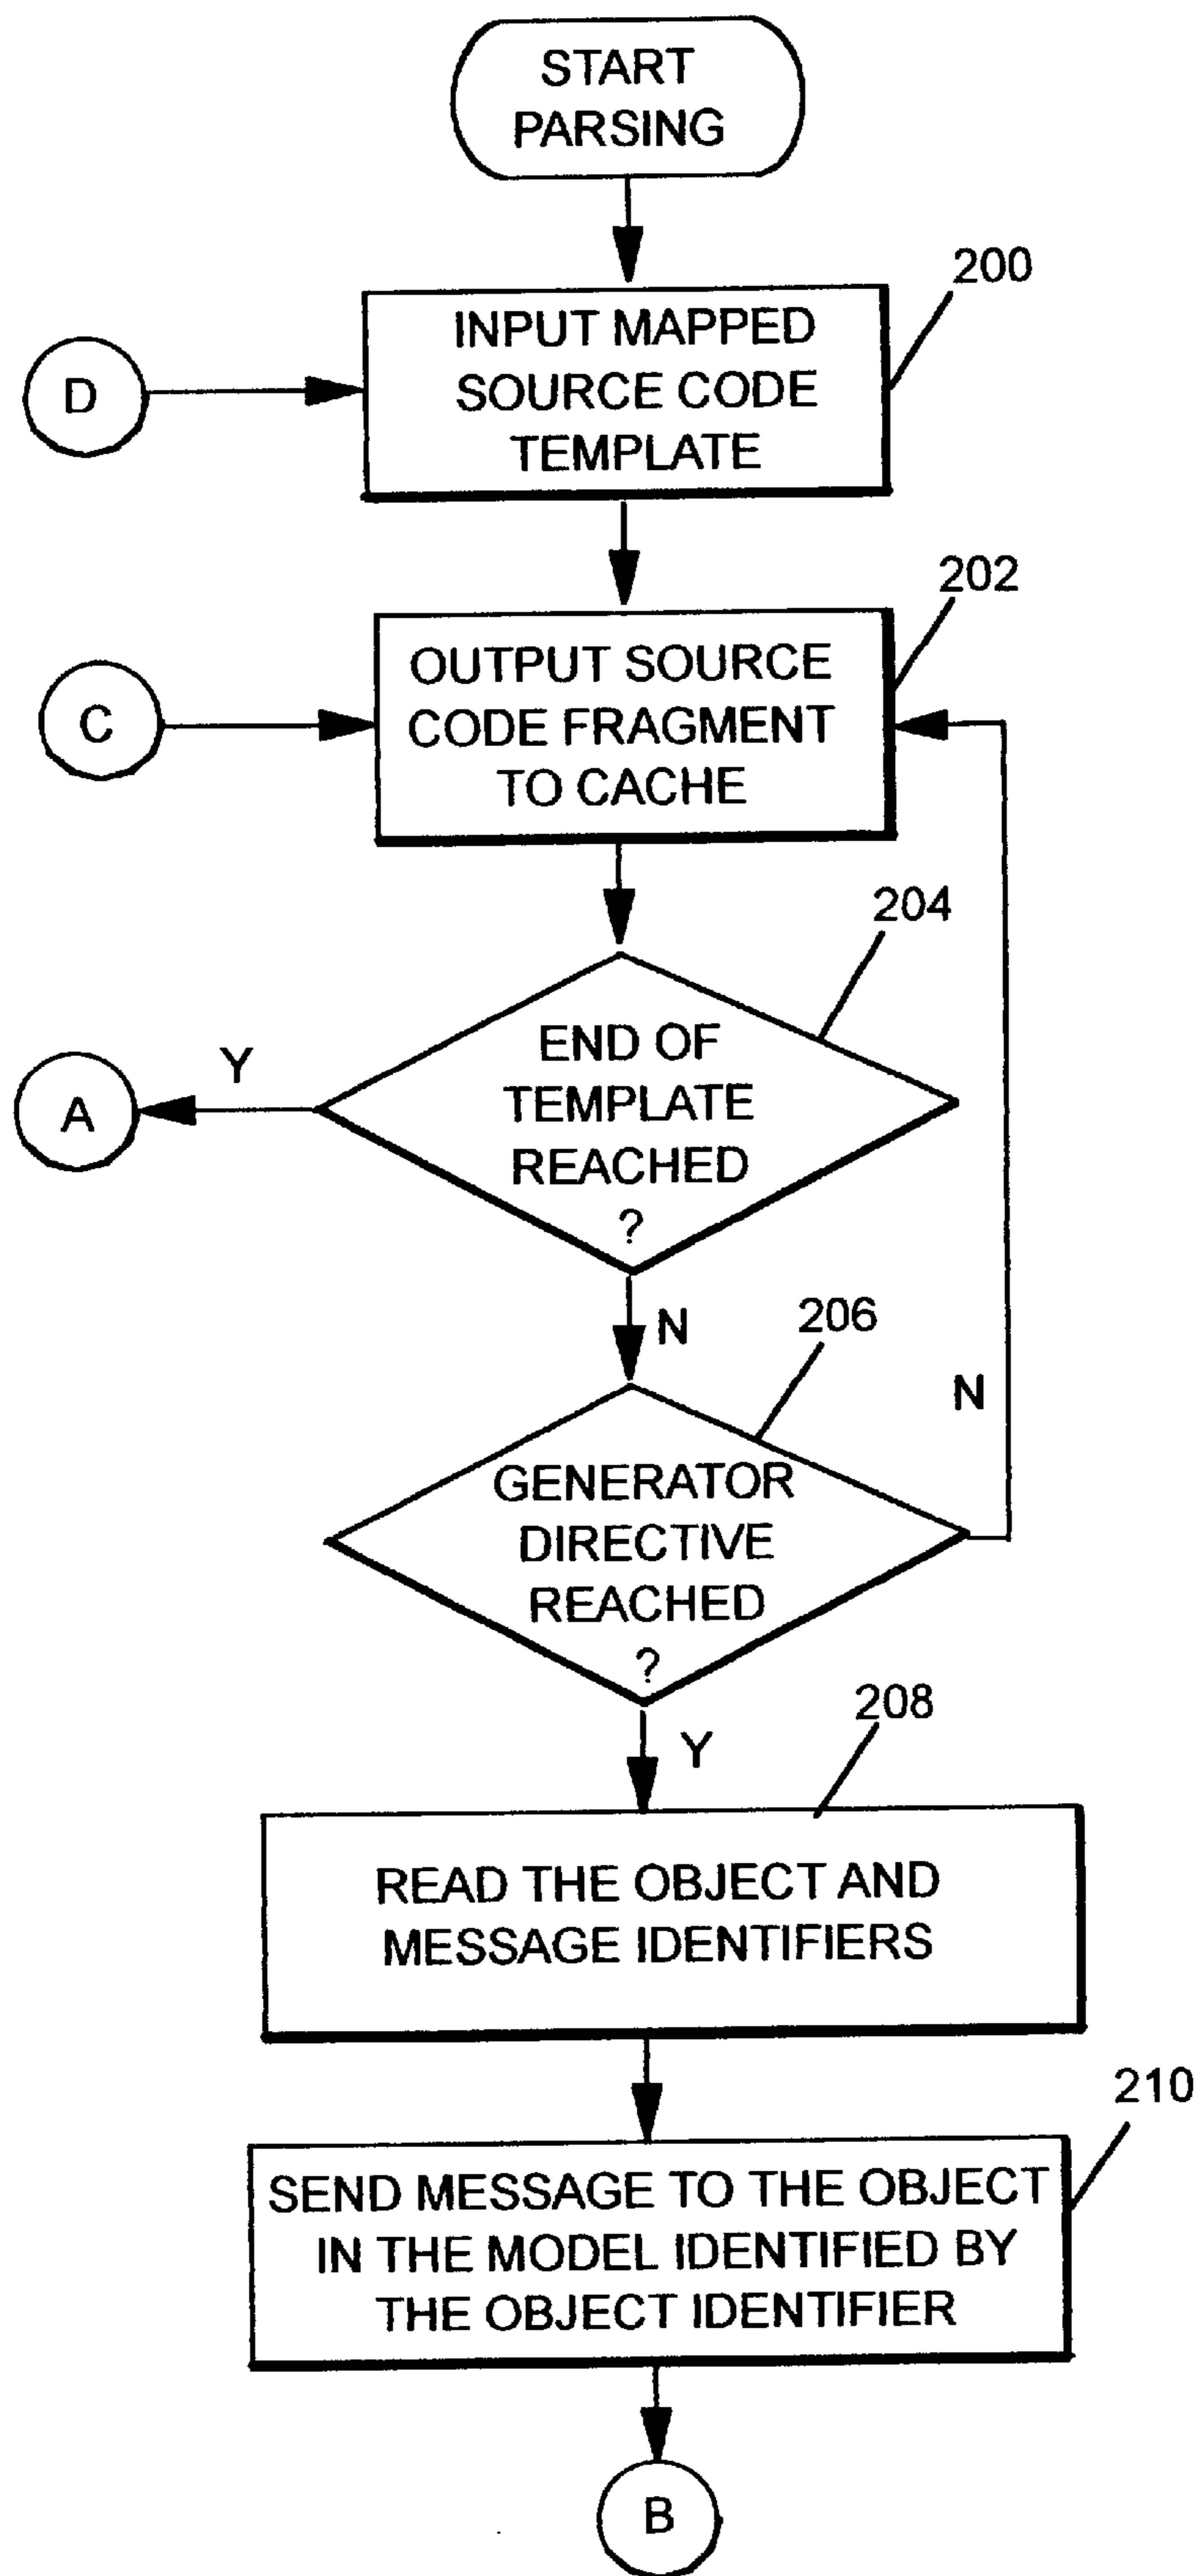 START
PARSING
200
INPUT MAPPED
SOURCE CODE
TEMPLATE
D
202
OUTPUT SOURCE
CODE FRAGMENT
TO CACHE
C
204
END OF
TEMPLATE
REACHED
?
Y
A
N
206
GENERATOR
DIRECTIVE
REACHED
?
N
Y
208
READ THE OBJECT AND
MESSAGE IDENTIFIERS
210
SEND MESSAGE TO THE OBJECT
IN THE MODEL IDENTIFIED BY
THE OBJECT IDENTIFIER
B